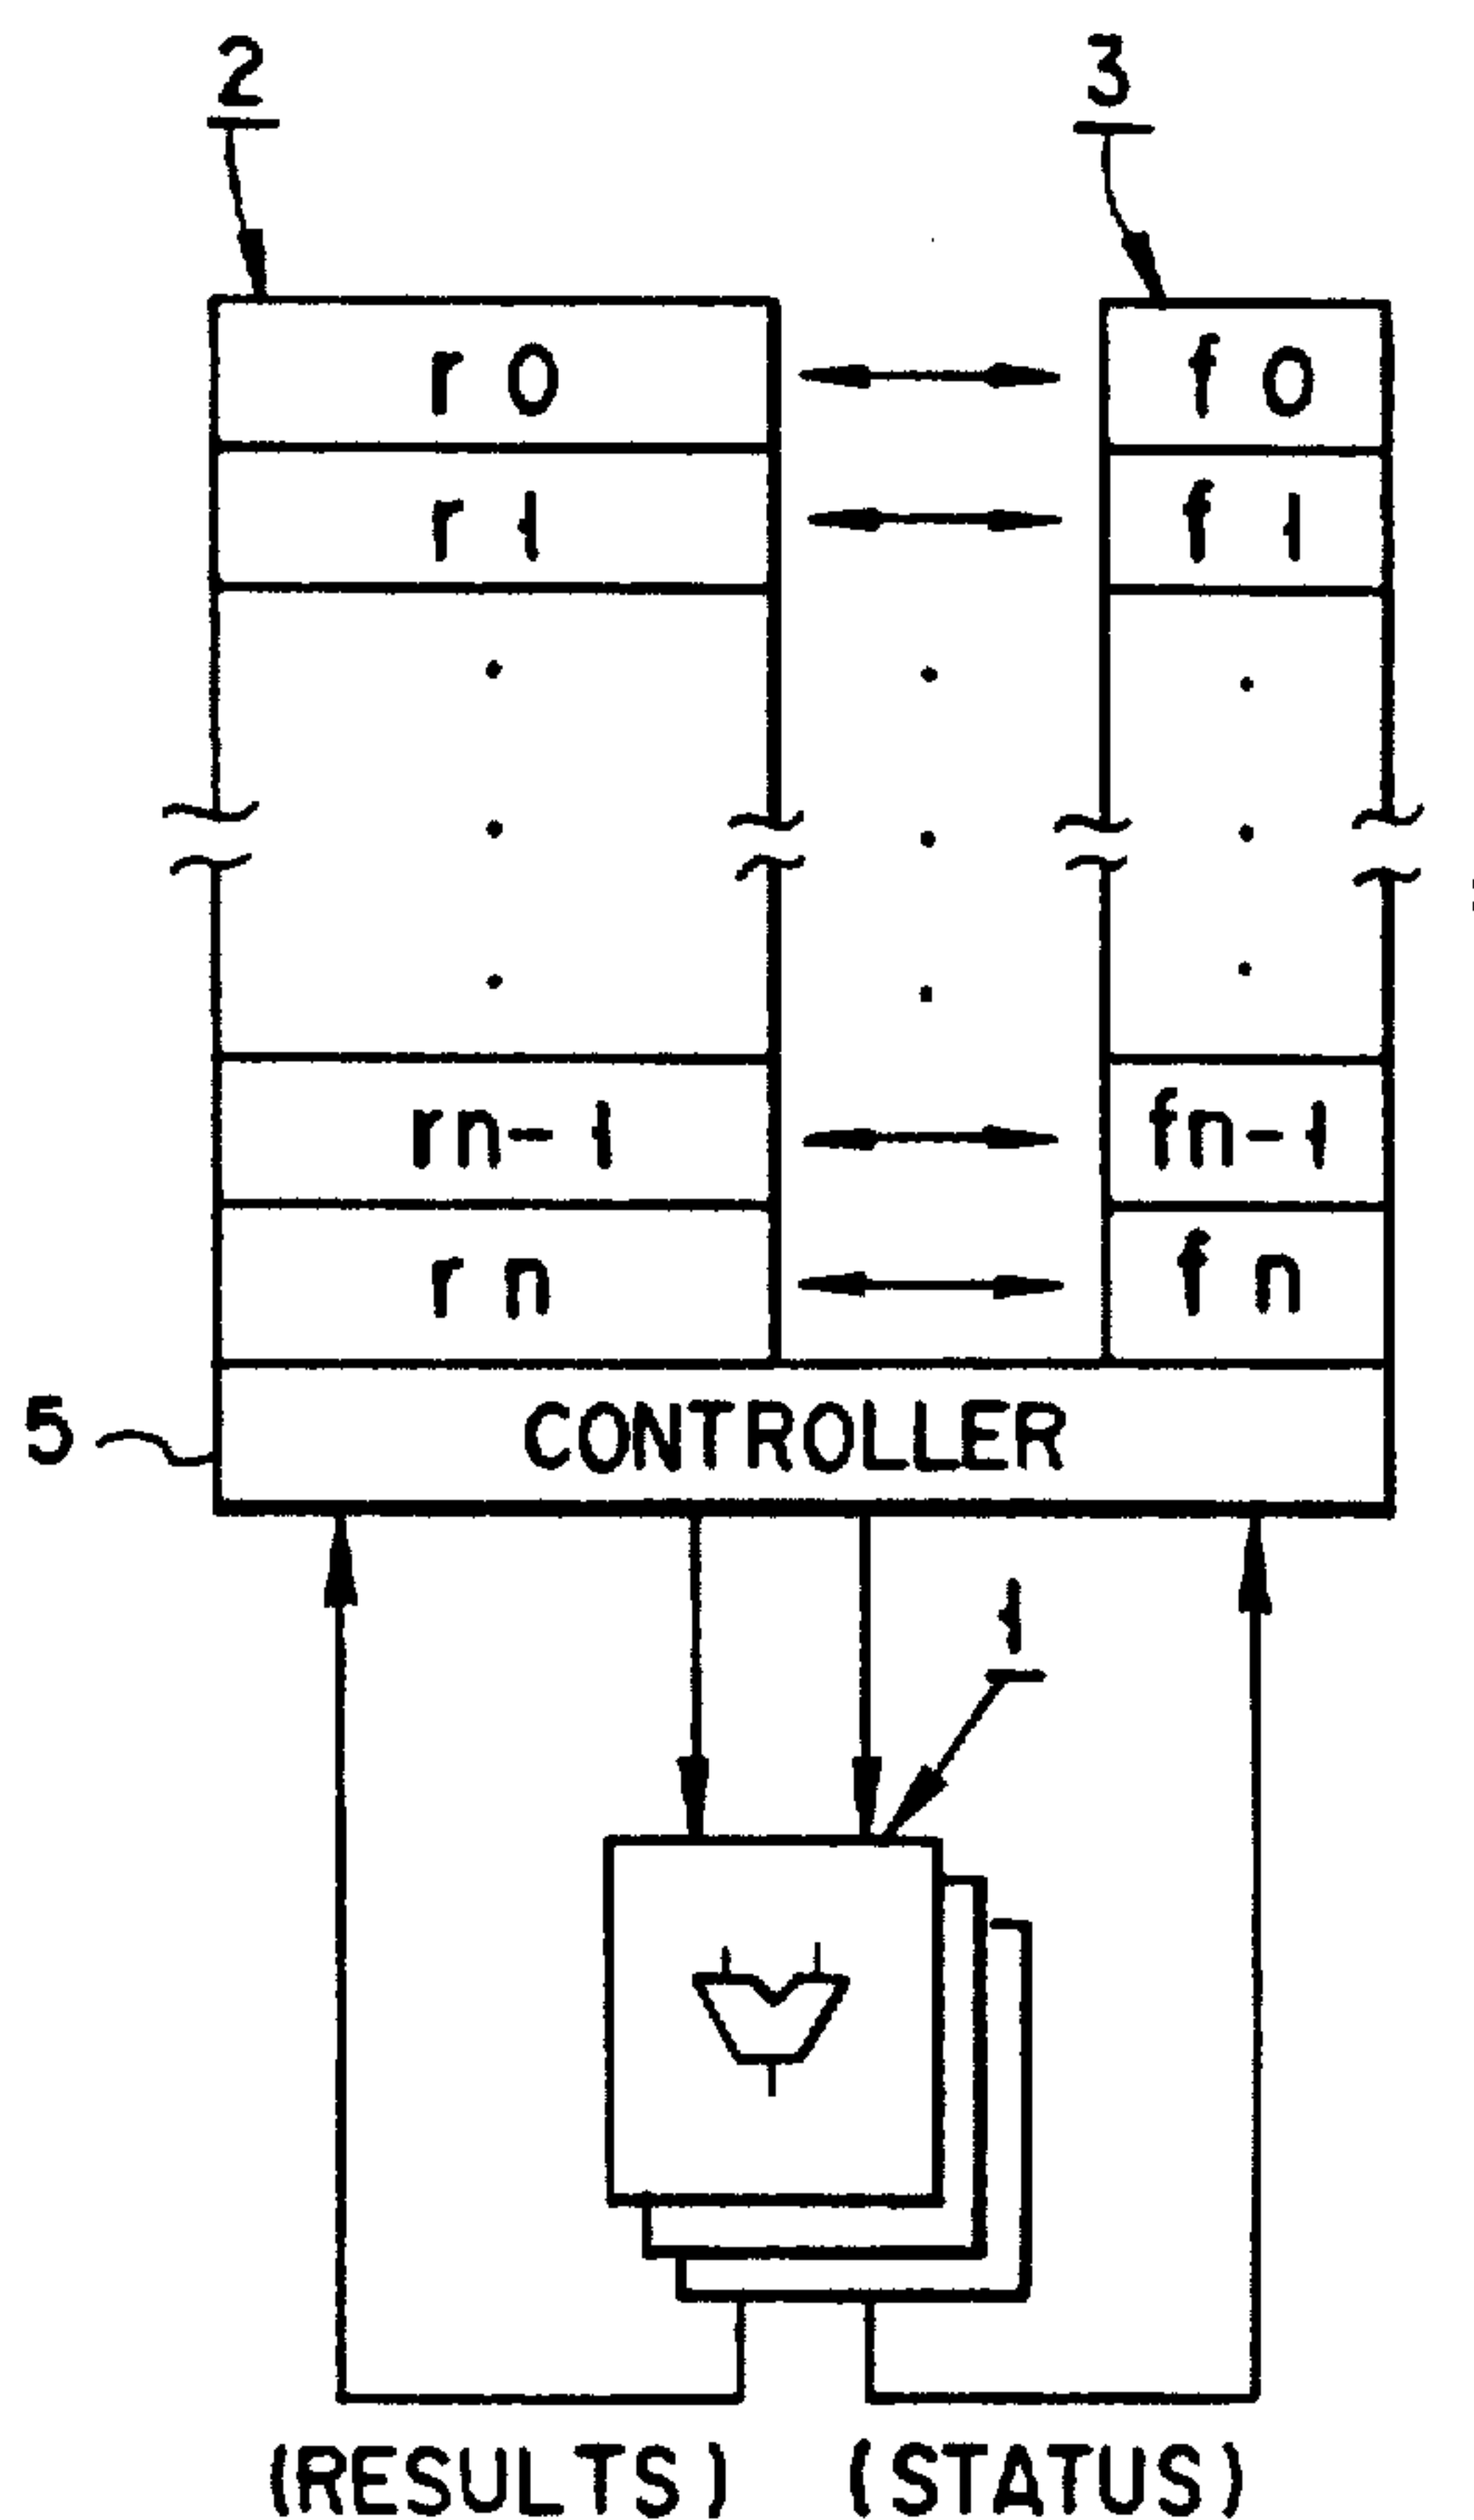 2 3
r 0 f 0
r 1 f 1
rn-1 fn-1
r n f n
5 CONTROLLER
1
(RESULTS) (STATUS)